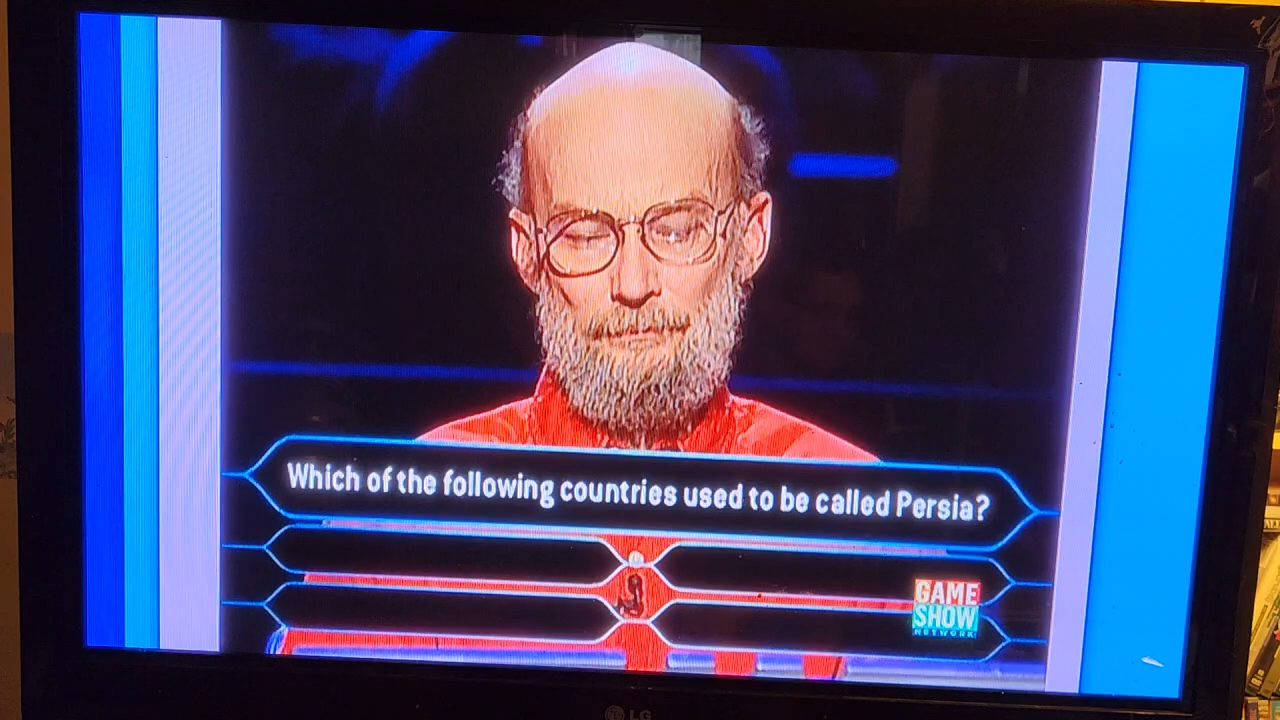 Which of the following countries used to be called Persia?
GAME
SHOW
NETWORK
LG